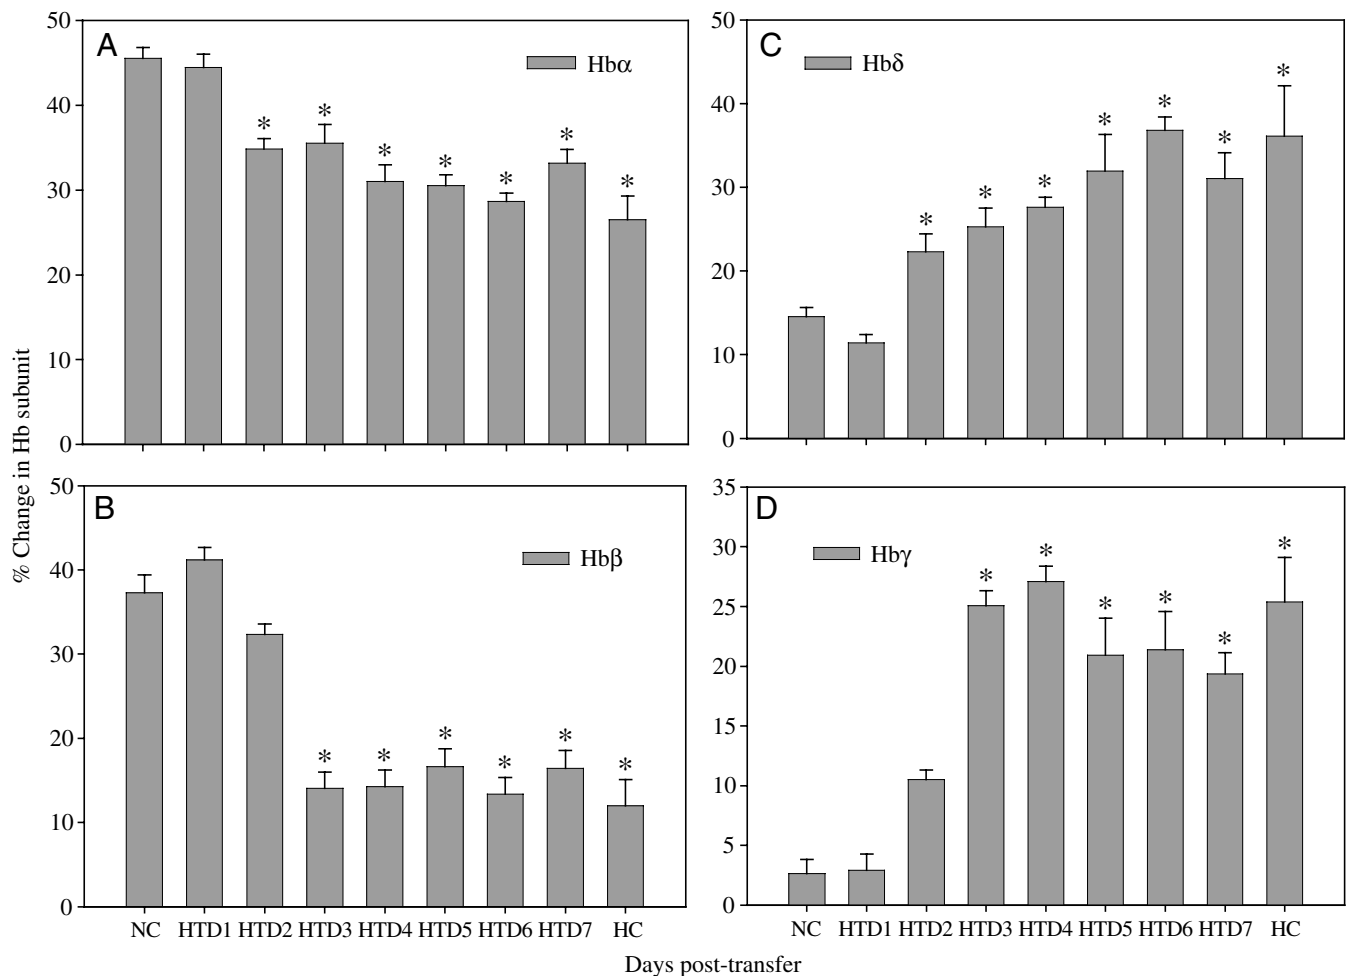 % Change in Hb subunit
A
Hbα
50
40
30
20
10
0
* * * * * * *
B
Hbβ
50
40
30
20
10
0
* * * * * *
NC HTD1 HTD2 HTD3 HTD4 HTD5 HTD6 HTD7 HC
C
Hbδ
50
40
30
20
10
0
* * * * * * *
D
Hbγ
35
30
25
20
15
10
5
0
* * * * * *
NC HTD1 HTD2 HTD3 HTD4 HTD5 HTD6 HTD7 HC
Days post-transfer